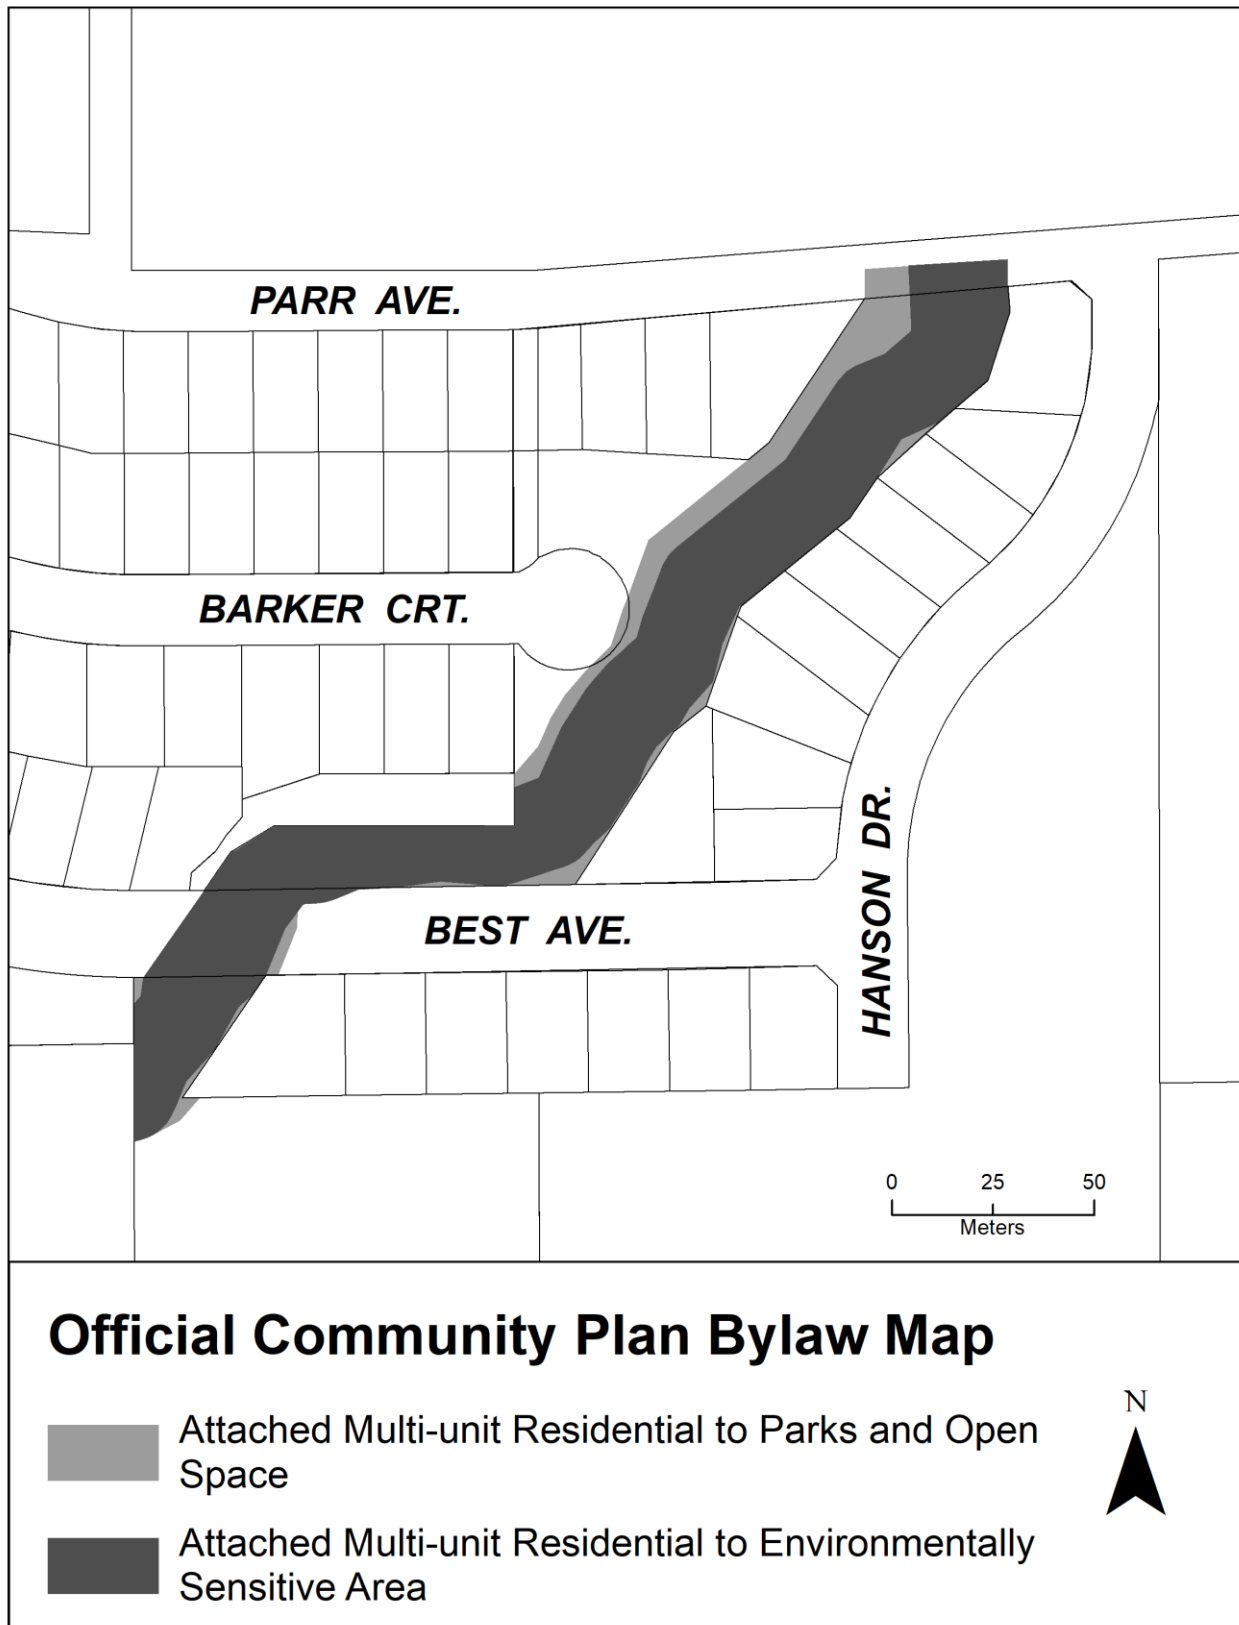 PARR AVE.
BARKER CRT.
BEST AVE.
HANSON DR.
0 25 50
Meters
Official Community Plan Bylaw Map
N
Attached Multi-unit Residential to Parks and Open
Space
Attached Multi-unit Residential to Environmentally
Sensitive Area